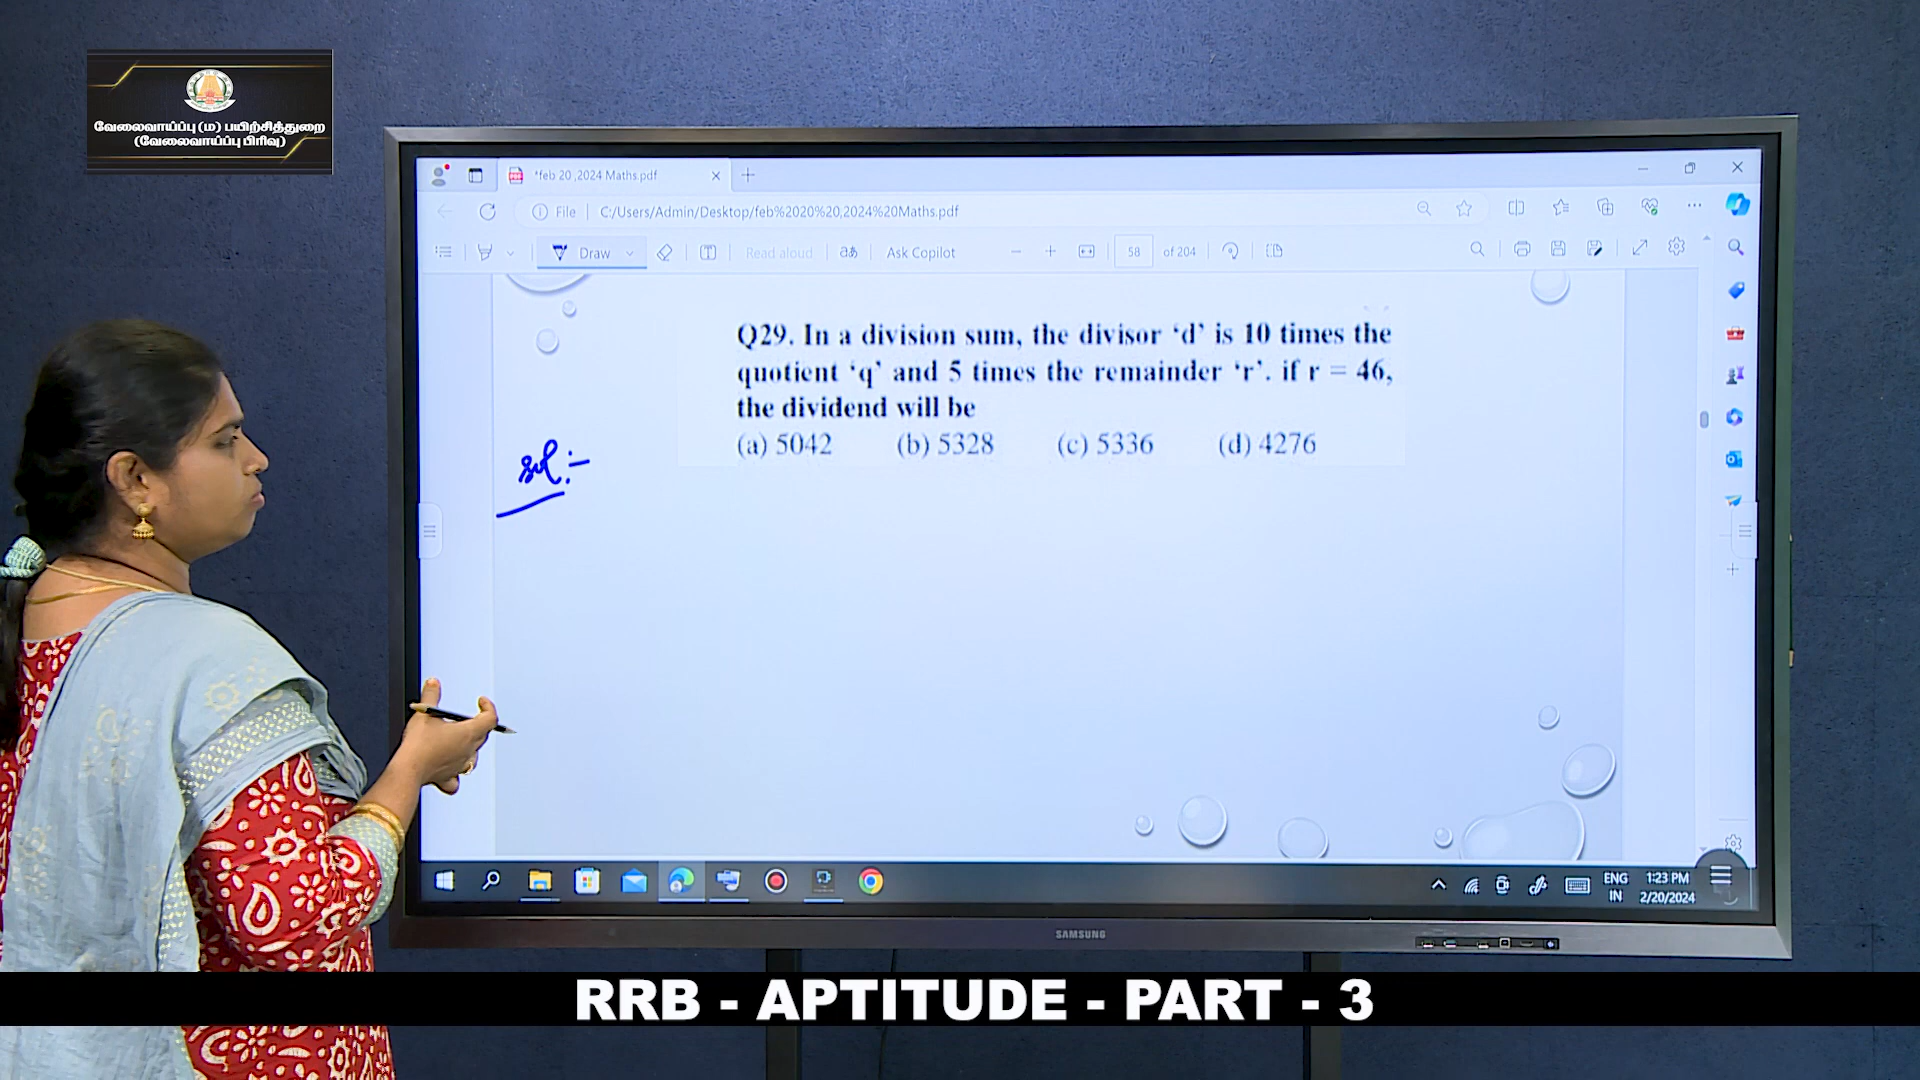 வேலைவாய்ப்பு (ம) பயிற்சித்துறை
(வேலைவாய்ப்பு பிரிவு)
*feb 20 ,2024 Maths.pdf
File C:/Users/Admin/Desktop/feb%2020%20,2024%20Maths.pdf
Draw Read aloud aあ Ask Copilot 58 of 204
Q29. In a division sum, the divisor ‘d’ is 10 times the
quotient ‘q’ and 5 times the remainder ‘r’. if r = 46,
the dividend will be
(a) 5042 (b) 5328 (c) 5336 (d) 4276
sol:-
ENG 1:23 PM
IN 2/20/2024
SAMSUNG
RRB - APTITUDE - PART - 3